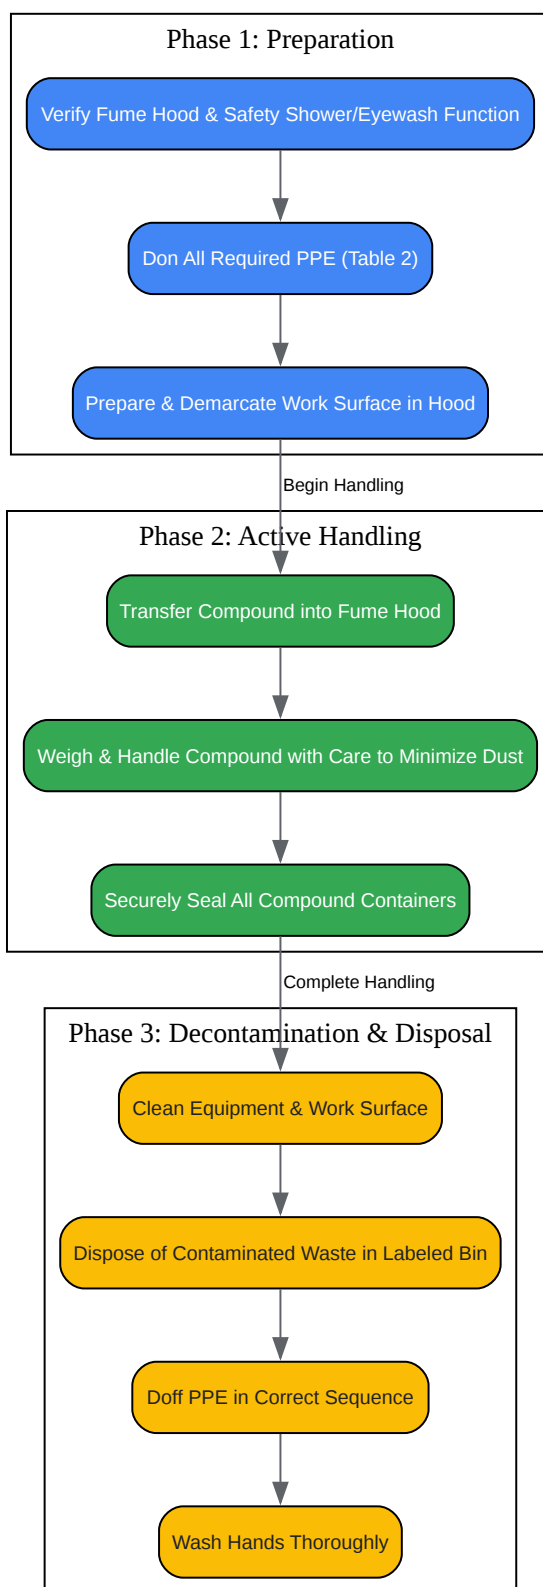 Phase 1: Preparation
Verify Fume Hood & Safety Shower/Eyewash Function
Don All Required PPE (Table 2)
Prepare & Demarcate Work Surface in Hood
Begin Handling
Phase 2: Active Handling
Transfer Compound into Fume Hood
Weigh & Handle Compound with Care to Minimize Dust
Securely Seal All Compound Containers
Complete Handling
Phase 3: Decontamination & Disposal
Clean Equipment & Work Surface
Dispose of Contaminated Waste in Labeled Bin
Doff PPE in Correct Sequence
Wash Hands Thoroughly